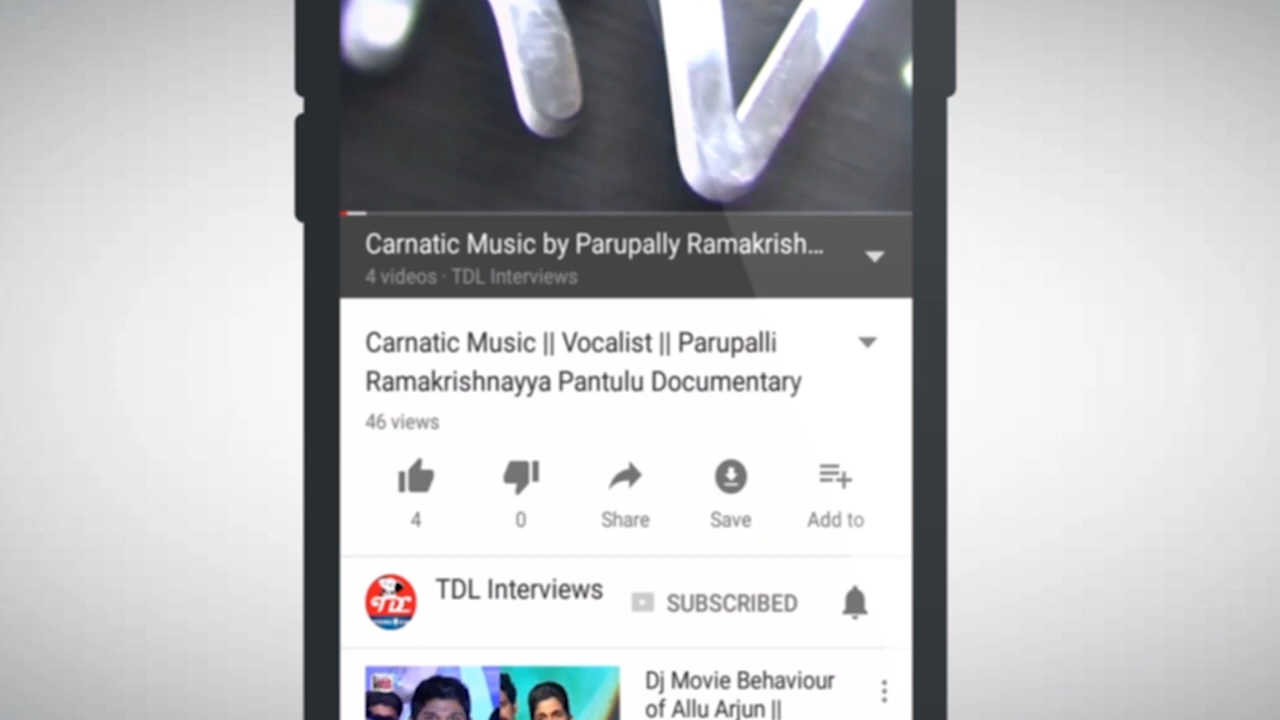 Carnatic Music by Parupally Ramakrish...
4 videos · TDL Interviews
Carnatic Music || Vocalist || Parupalli
Ramakrishnayya Pantulu Documentary
46 views
4
0
Share
Save
Add to
TDL
TDL Interviews
SUBSCRIBED
Dj Movie Behaviour
of Allu Arjun ||